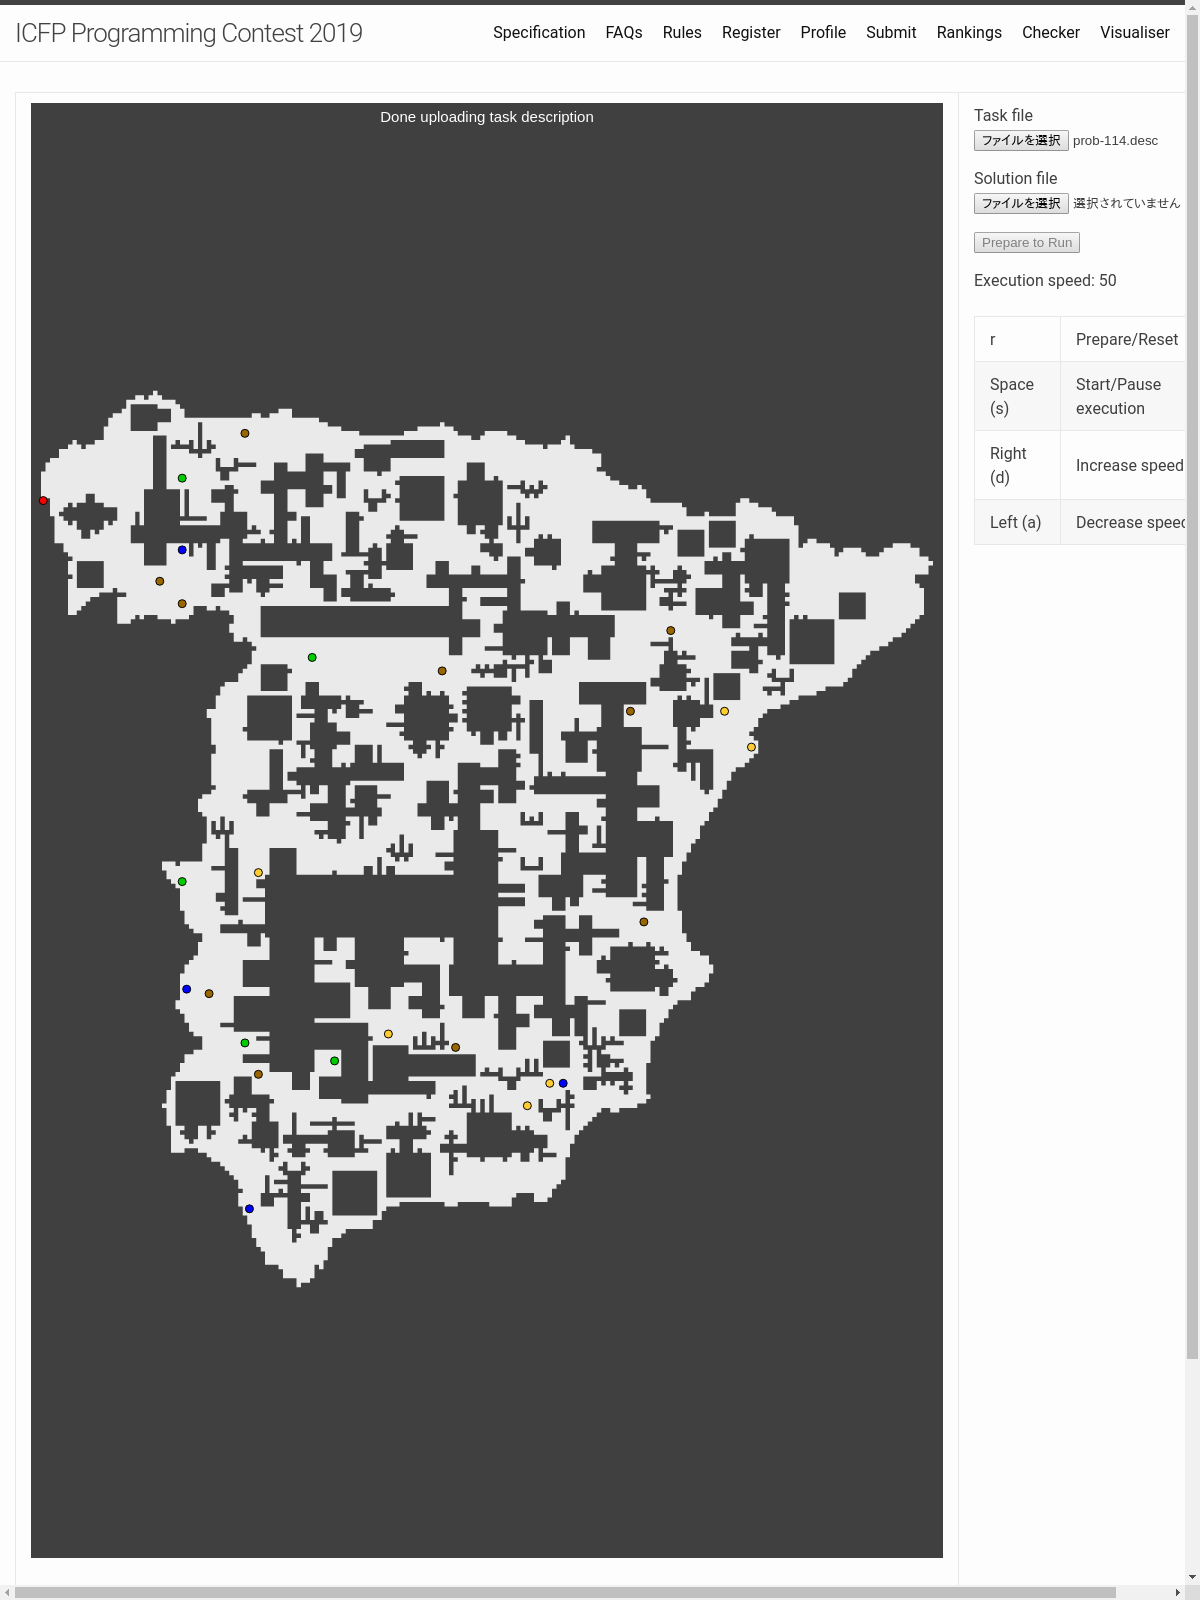 ICFP Programming Contest 2019
Specification FAQs Rules Register Profile Submit Rankings Checker Visualiser
Done uploading task description
Task file
ファイルを選択 prob-114.desc
Solution file
ファイルを選択 選択されていません
Prepare to Run
Execution speed: 50
r Prepare/Reset
Space (s) Start/Pause execution
Right (d) Increase speed
Left (a) Decrease speed